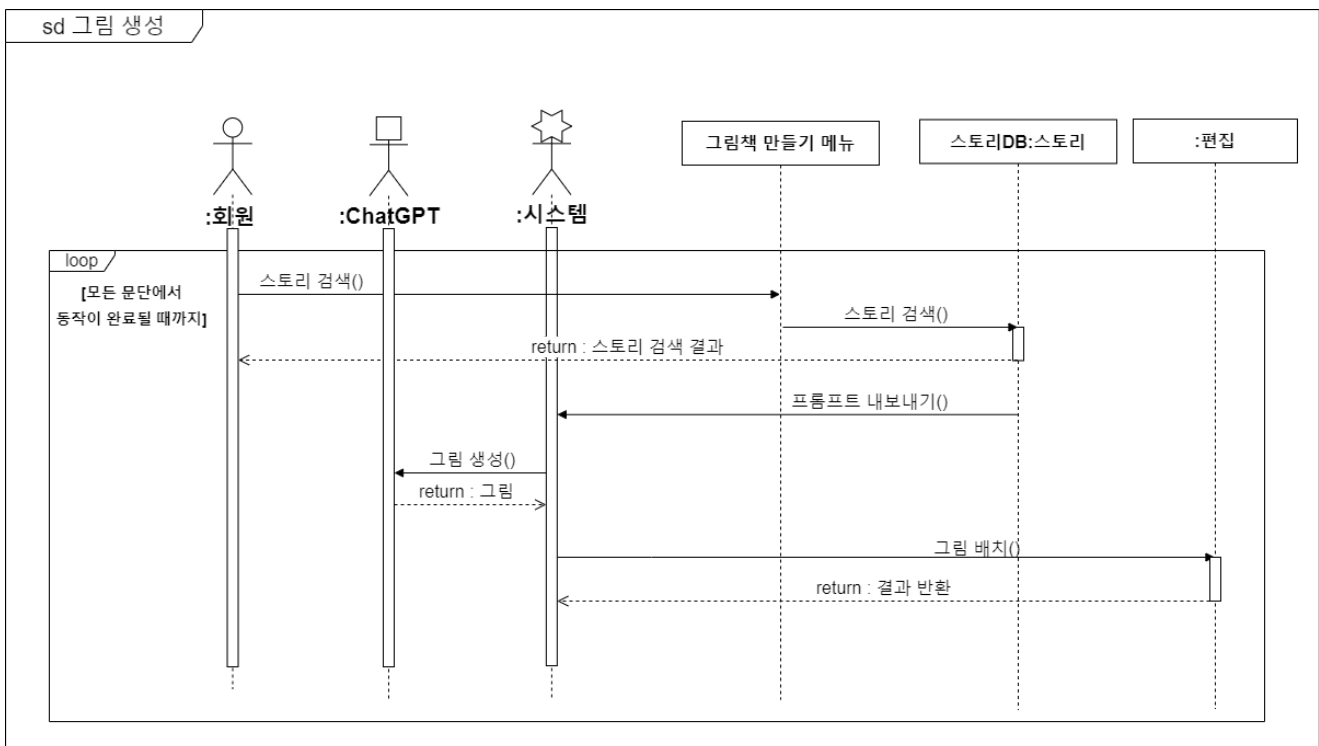 sd 그림 생성
그림책 만들기 메뉴
스토리DB:스토리
:편집
:회원
:ChatGPT
:시스템
loop
[모든 문단에서
동작이 완료될 때까지]
스토리 검색()
스토리 검색()
return : 스토리 검색 결과
프롬프트 내보내기()
그림 생성()
return : 그림
그림 배치()
return : 결과 반환